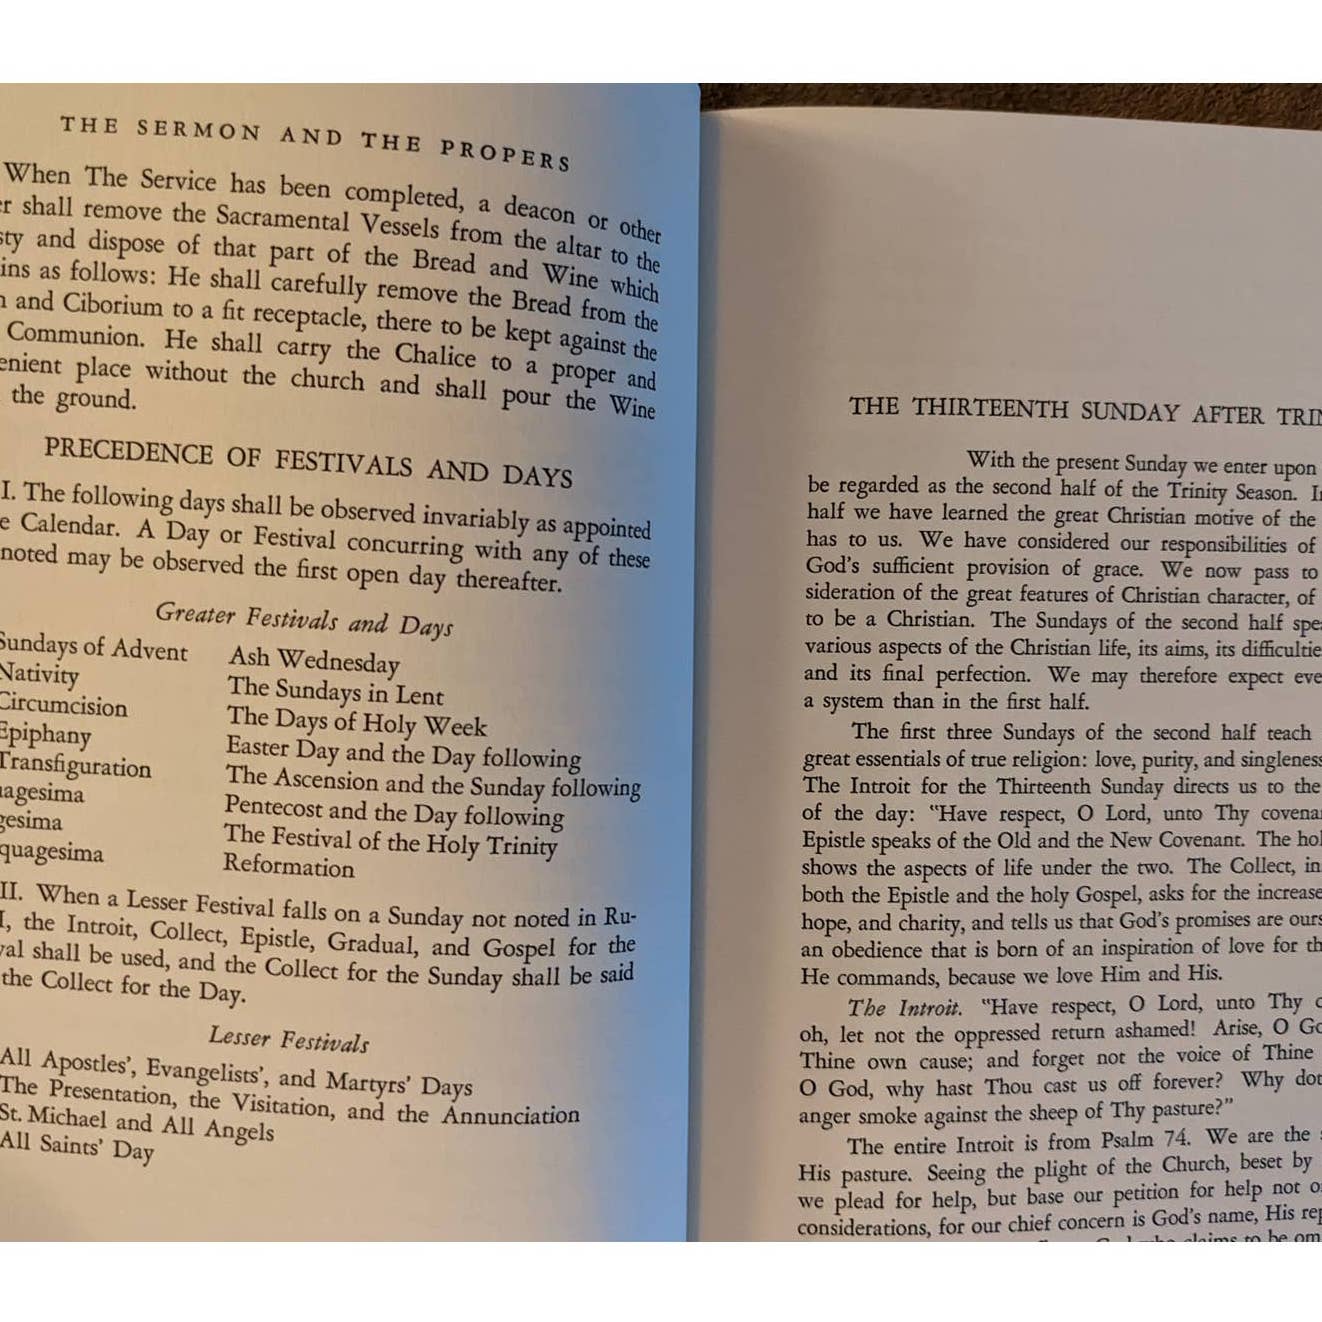 THE SERMON AND THE PROPERS
When The Service has been completed, a deacon or other
shall remove the Sacramental Vessels from the altar to the
and dispose of that part of the Bread and Wine which
as follows: He shall carefully remove the Bread from the
and Ciborium to a fit receptacle, there to be kept against the
Communion. He shall carry the Chalice to a proper and
place without the church and shall pour the Wine
the ground.
PRECEDENCE OF FESTIVALS AND DAYS
I. The following days shall be observed invariably as appointed
Calendar. A Day or Festival concurring with any of these
noted may be observed the first open day thereafter.
Greater Festivals and Days
Sundays of Advent
Nativity
Circumcision
Epiphany
Transfiguration
Ash Wednesday
The Sundays in Lent
The Days of Holy Week
Easter Day and the Day following
The Ascension and the Sunday following
Pentecost and the Day following
The Festival of the Holy Trinity
Reformation
II. When a Lesser Festival falls on a Sunday not noted in Ru-
the Introit, Collect, Epistle, Gradual, and Gospel for the
shall be used, and the Collect for the Sunday shall be said
the Collect for the Day.
Lesser Festivals
All Apostles', Evangelists', and Martyrs' Days
The Presentation, the Visitation, and the Annunciation
St. Michael and All Angels
All Saints' Day
THE THIRTEENTH SUNDAY AFTER
With the present Sunday we enter upon
be regarded as the second half of the Trinity Season.
half we have learned the great Christian motive of the
has to us. We have considered our responsibilities of
God's sufficient provision of grace. We now pass to
sideration of the great features of Christian character, of
to be a Christian. The Sundays of the second half
various aspects of the Christian life, its aims, its
and its final perfection. We may therefore expect
a system than in the first half.
The first three Sundays of the second half teach
great essentials of true religion: love, purity, and
The Introit for the Thirteenth Sunday directs us to the
of the day: "Have respect, O Lord, unto Thy
Epistle speaks of the Old and the New Covenant. The
shows the aspects of life under the two. The Collect,
both the Epistle and the holy Gospel, asks for the increase
hope, and charity, and tells us that God's promises are
an obedience that is born of an inspiration of love for
He commands, because we love Him and His.
The Introit. "Have respect, O Lord, unto Thy
oh, let not the oppressed return ashamed! Arise, O
Thine own cause; and forget not the voice of Thine
O God, why hast Thou cast us off forever? Why
anger smoke against the sheep of Thy pasture?"
The entire Introit is from Psalm 74. We are the
His pasture. Seeing the plight of the Church, beset by
we plead for help, but base our petition for help not
considerations, for our chief concern is God's name, His
claims to be